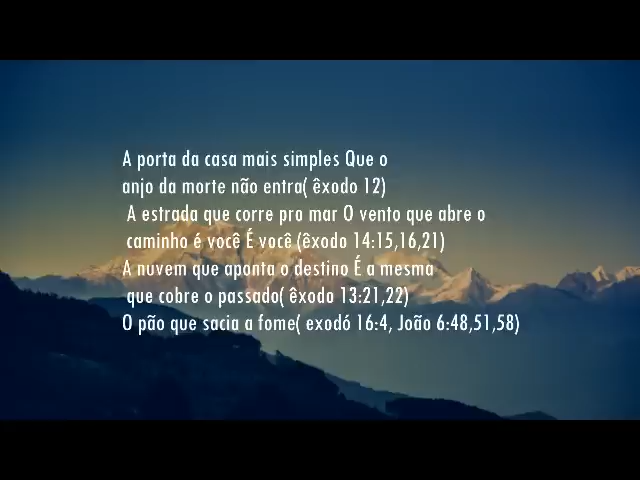 A porta da casa mais simples Que o
anjo da morte não entra( êxodo 12)
A estrada que corre pro mar O vento que abre o
caminho é você É você (êxodo 14:15,16,21)
A nuvem que aponta o destino É a mesma
que cobre o passado( êxodo 13:21,22)
O pão que sacia a fome( exodó 16:4, João 6:48,51,58)